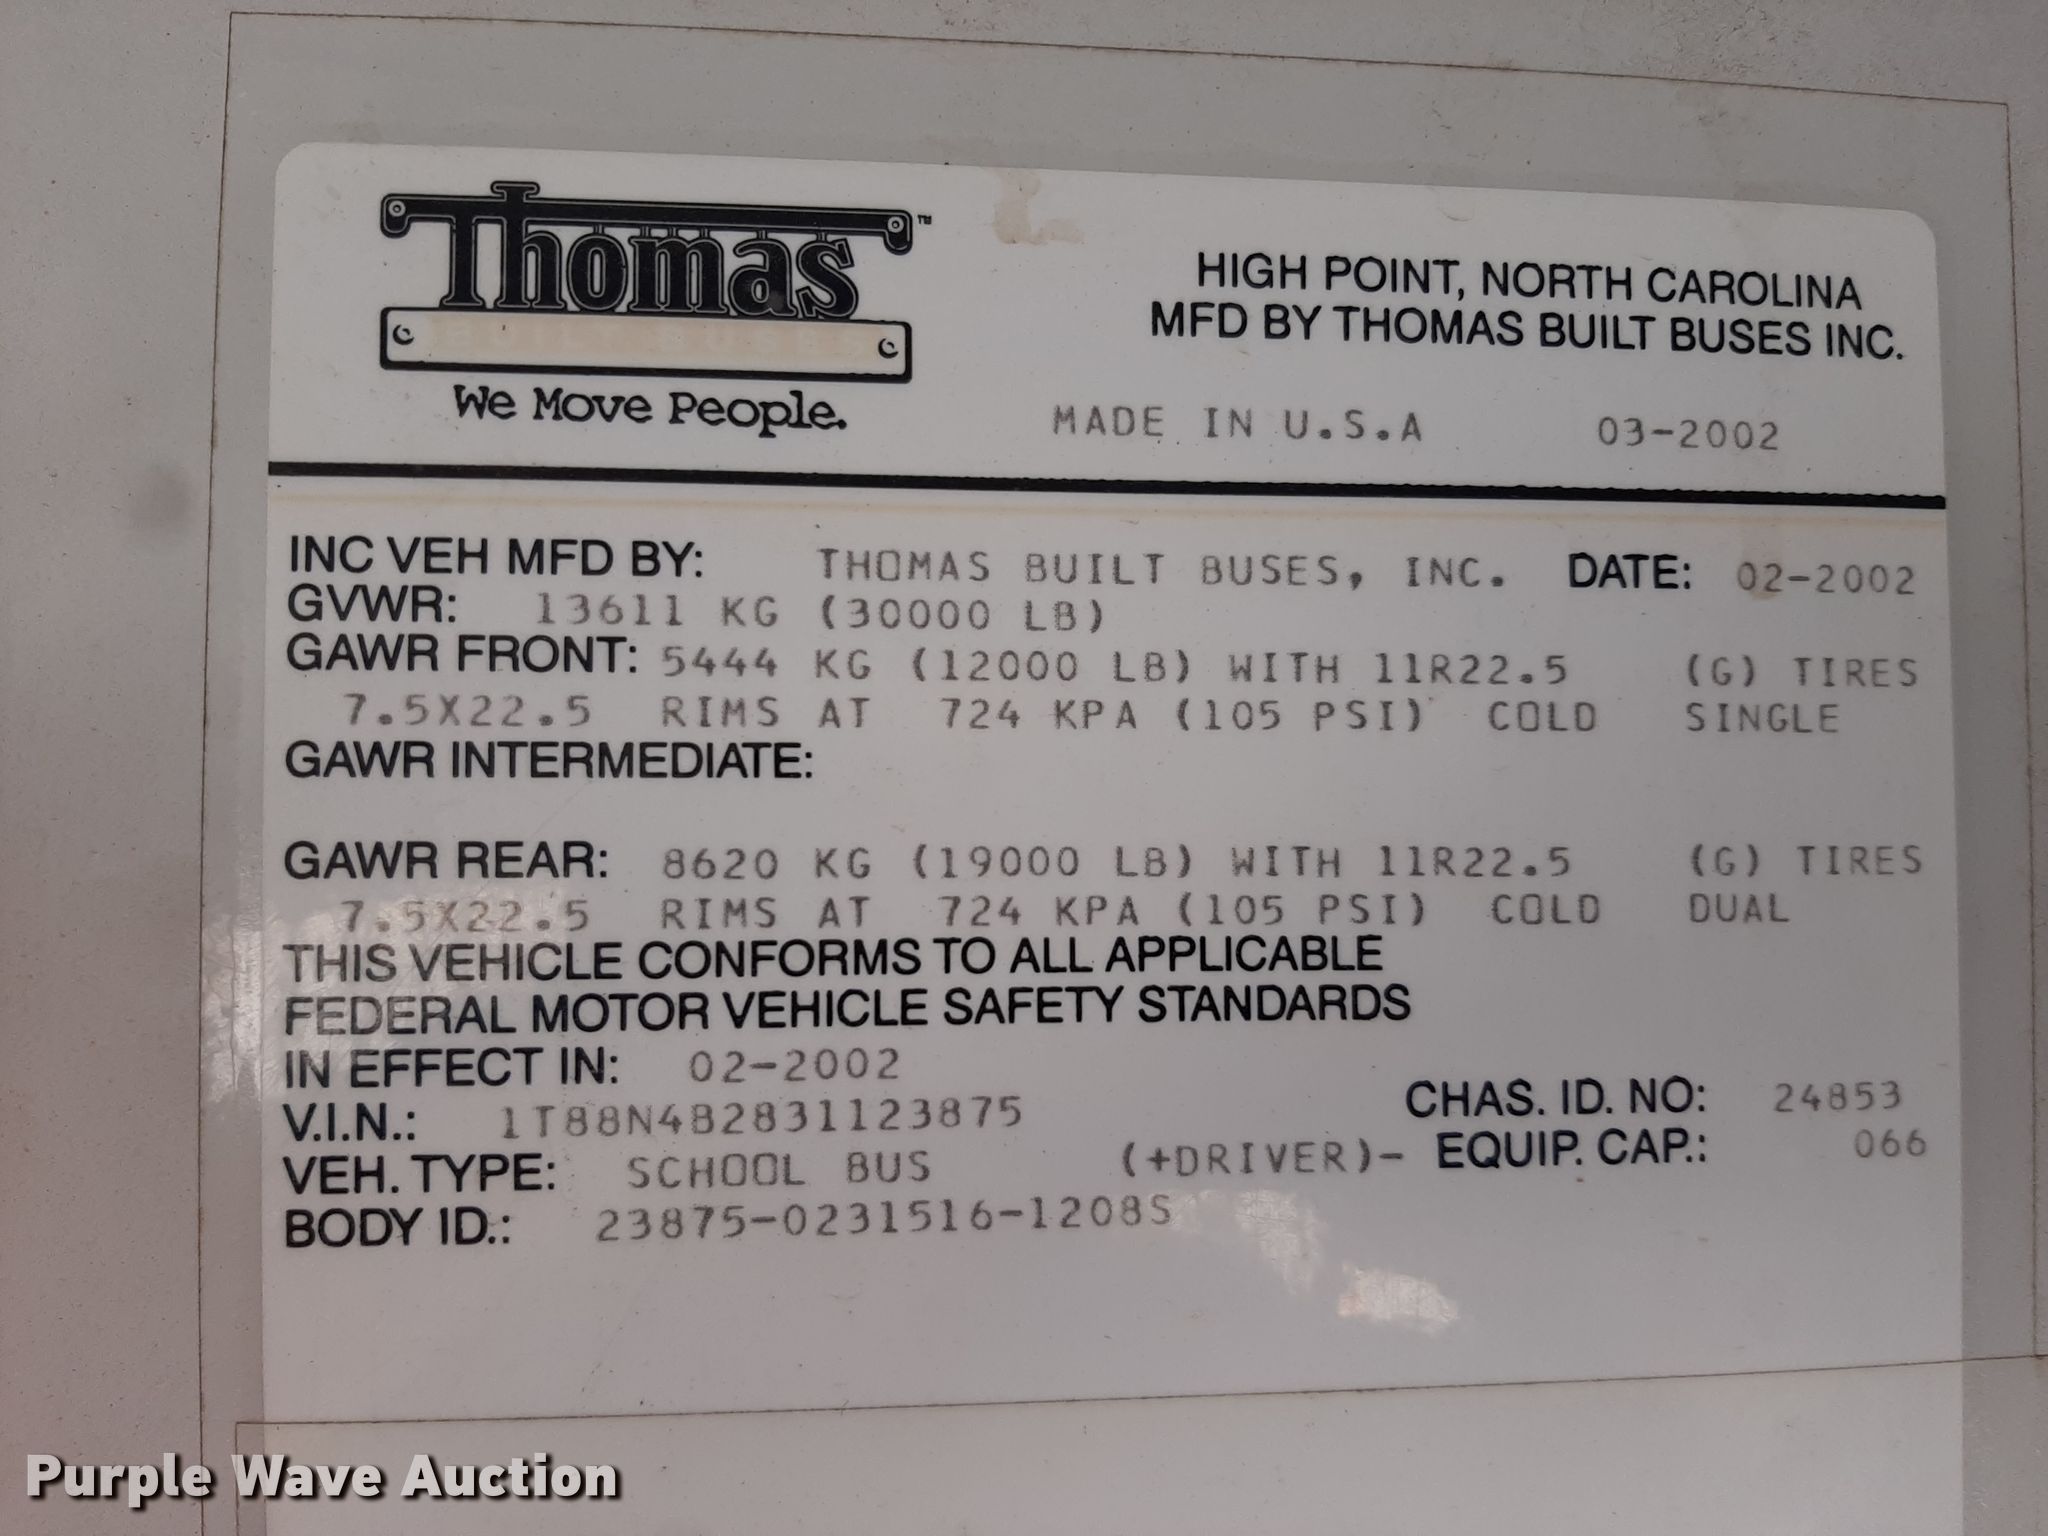 Thomas™
BUILT BUSES
We Move People.
HIGH POINT, NORTH CAROLINA
MFD BY THOMAS BUILT BUSES INC.
MADE IN U.S.A 03-2002
INC VEH MFD BY: THOMAS BUILT BUSES, INC. DATE: 02-2002
GVWR: 13611 KG (30000 LB)
GAWR FRONT: 5444 KG (12000 LB) WITH 11R22.5 (G) TIRES
7.5X22.5 RIMS AT 724 KPA (105 PSI) COLD SINGLE
GAWR INTERMEDIATE:
GAWR REAR: 8620 KG (19000 LB) WITH 11R22.5 (G) TIRES
7.5X22.5 RIMS AT 724 KPA (105 PSI) COLD DUAL
THIS VEHICLE CONFORMS TO ALL APPLICABLE
FEDERAL MOTOR VEHICLE SAFETY STANDARDS
IN EFFECT IN: 02-2002
V.I.N.: 1T88N4B2831123875 CHAS. ID. NO: 24853
VEH. TYPE: SCHOOL BUS (+DRIVER)- EQUIP. CAP.: 066
BODY ID.: 23875-0231516-1208S
Purple Wave Auction